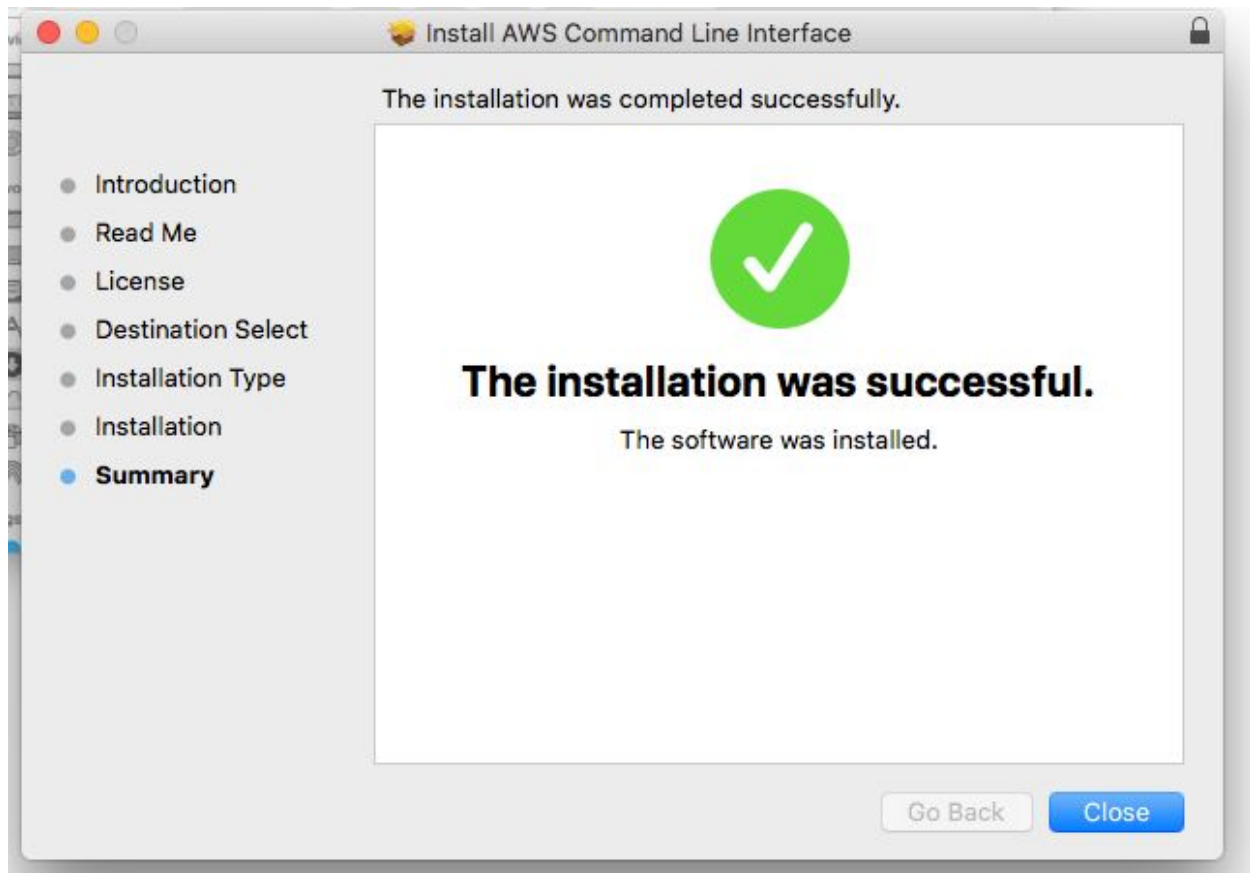 Install AWS Command Line Interface
The installation was completed successfully.
Introduction
Read Me
License
Destination Select
Installation Type
Installation
Summary
The installation was successful.
The software was installed.
Go Back
Close